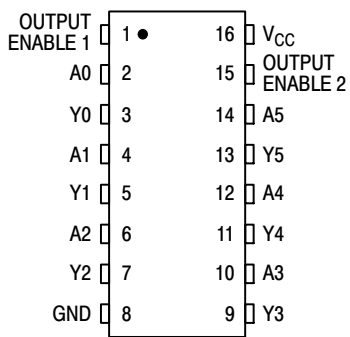 OUTPUT
ENABLE 1 1 16 VCC
A0 2 15 OUTPUT
ENABLE 2
Y0 3 14 A5
A1 4 13 Y5
Y1 5 12 A4
A2 6 11 Y4
Y2 7 10 A3
GND 8 9 Y3